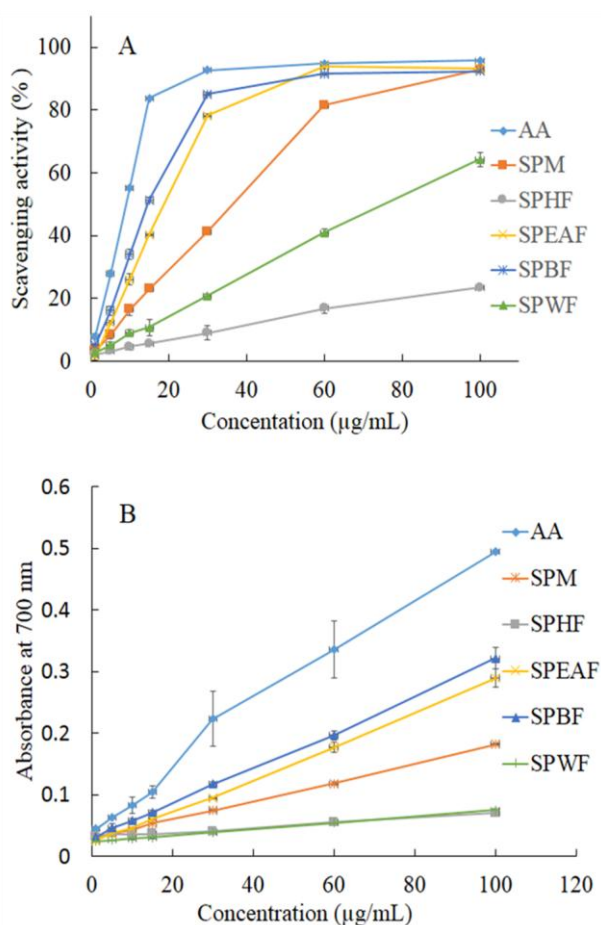 A
Scavenging activity (%)
100
80
60
40
20
0
0
20
40
60
80
100
Concentation (µg/mL)
AA
SPM
SPHF
SPEAF
SPBF
SPWF
B
Absorbance at 700 nm
0.6
0.5
0.4
0.3
0.2
0.1
0
0
20
40
60
80
100
120
Concentration (µg/mL)
AA
SPM
SPHF
SPEAF
SPBF
SPWF